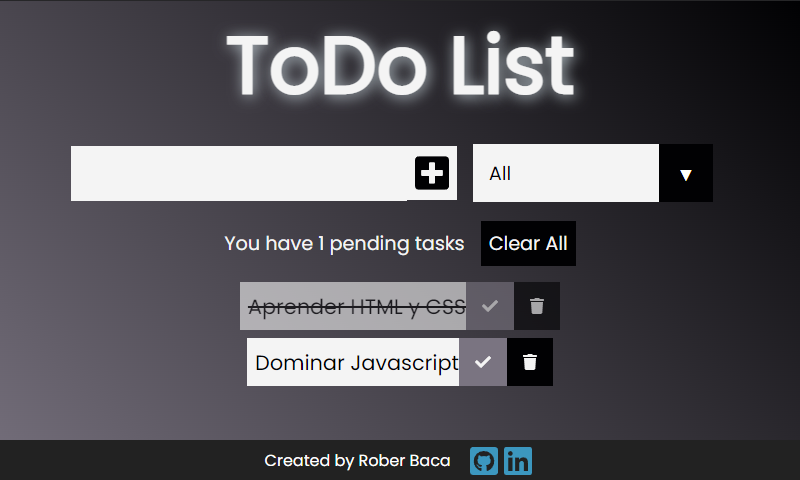 ToDo List
All
You have 1 pending tasks
Clear All
Aprender HTML y CSS
Dominar Javascript
Created by Rober Baca
in